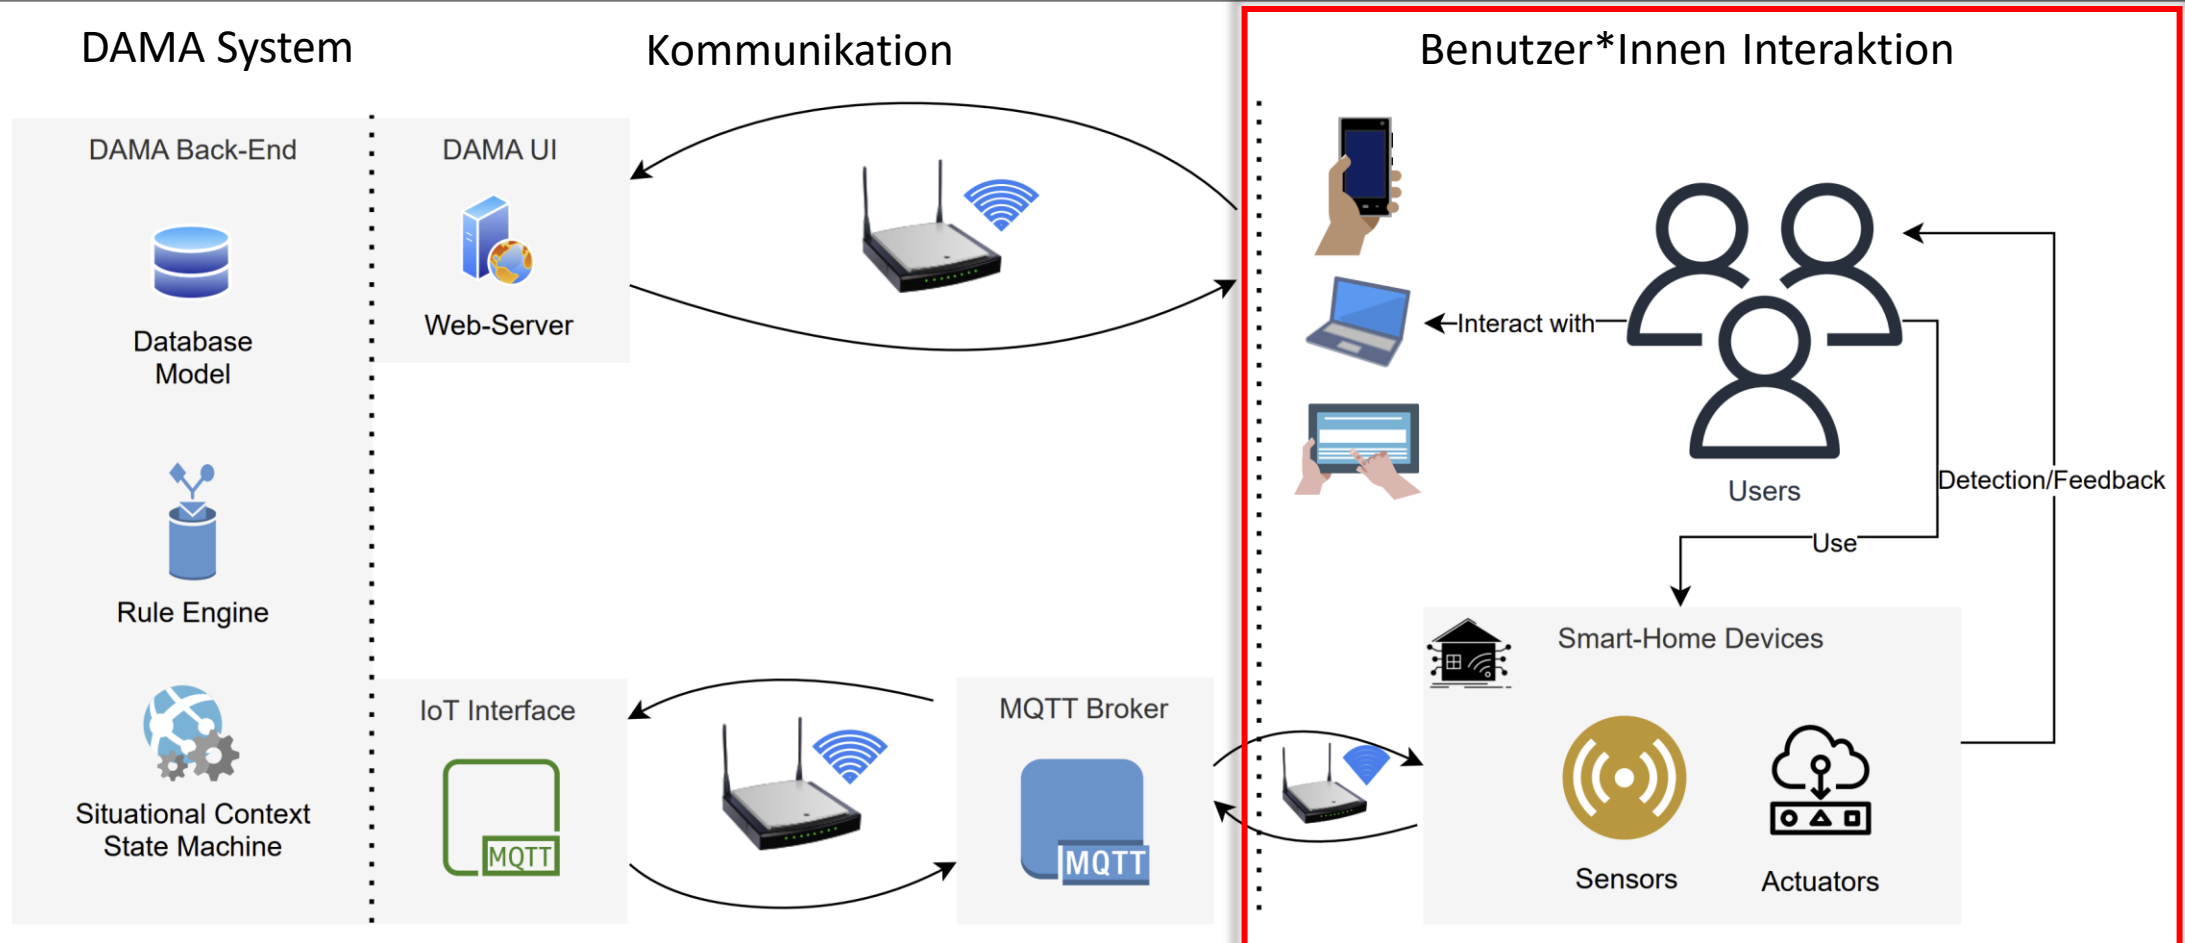 DAMA System
Kommunikation
Benutzer*Innen Interaktion
DAMA Back-End
DAMA UI
Database
Model
Web-Server
Interact with
Users
Detection/Feedback
Use
Rule Engine
Smart-Home Devices
IoT Interface
MQTT Broker
Situational Context
State Machine
MQTT
MQTT
Sensors
Actuators